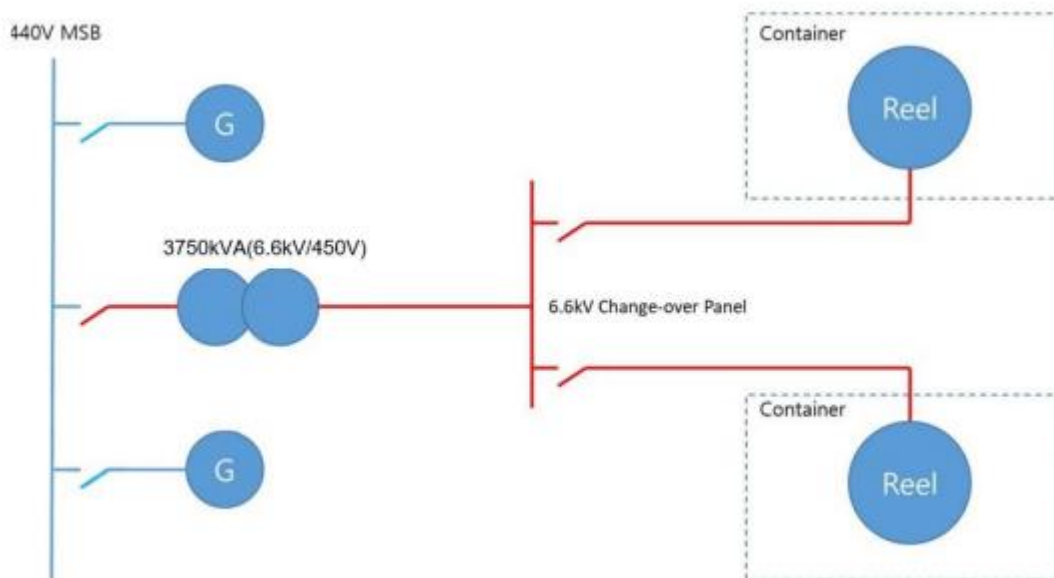 440V MSB
Container
Reel
G
3750kVA(6.6kV/450V)
6.6kV Change-over Panel
Container
G
Reel